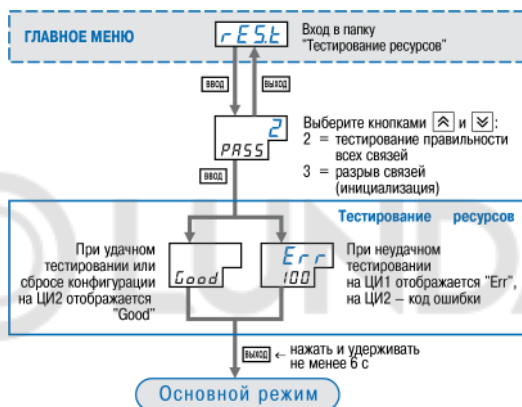 ГЛАВНОЕ МЕНЮ
rES.t
Вход в папку
"Тестирование ресурсов"
ВВОД
ВЫХОД
2
PASS
Выберите кнопками и :
2 = тестирование правильности
всех связей
3 = разрыв связей
(инициализация)
ВВОД
Тестирование ресурсов
При удачном
тестировании или
сбросе конфигурации
на ЦИ2 отображается
"Good"
Good
Err
100
При неудачном
тестировании
на ЦИ1 отображается "Err",
на ЦИ2 – код ошибки
ВЫХОД ← нажать и удерживать
не менее 6 с
Основной режим
LUNDA